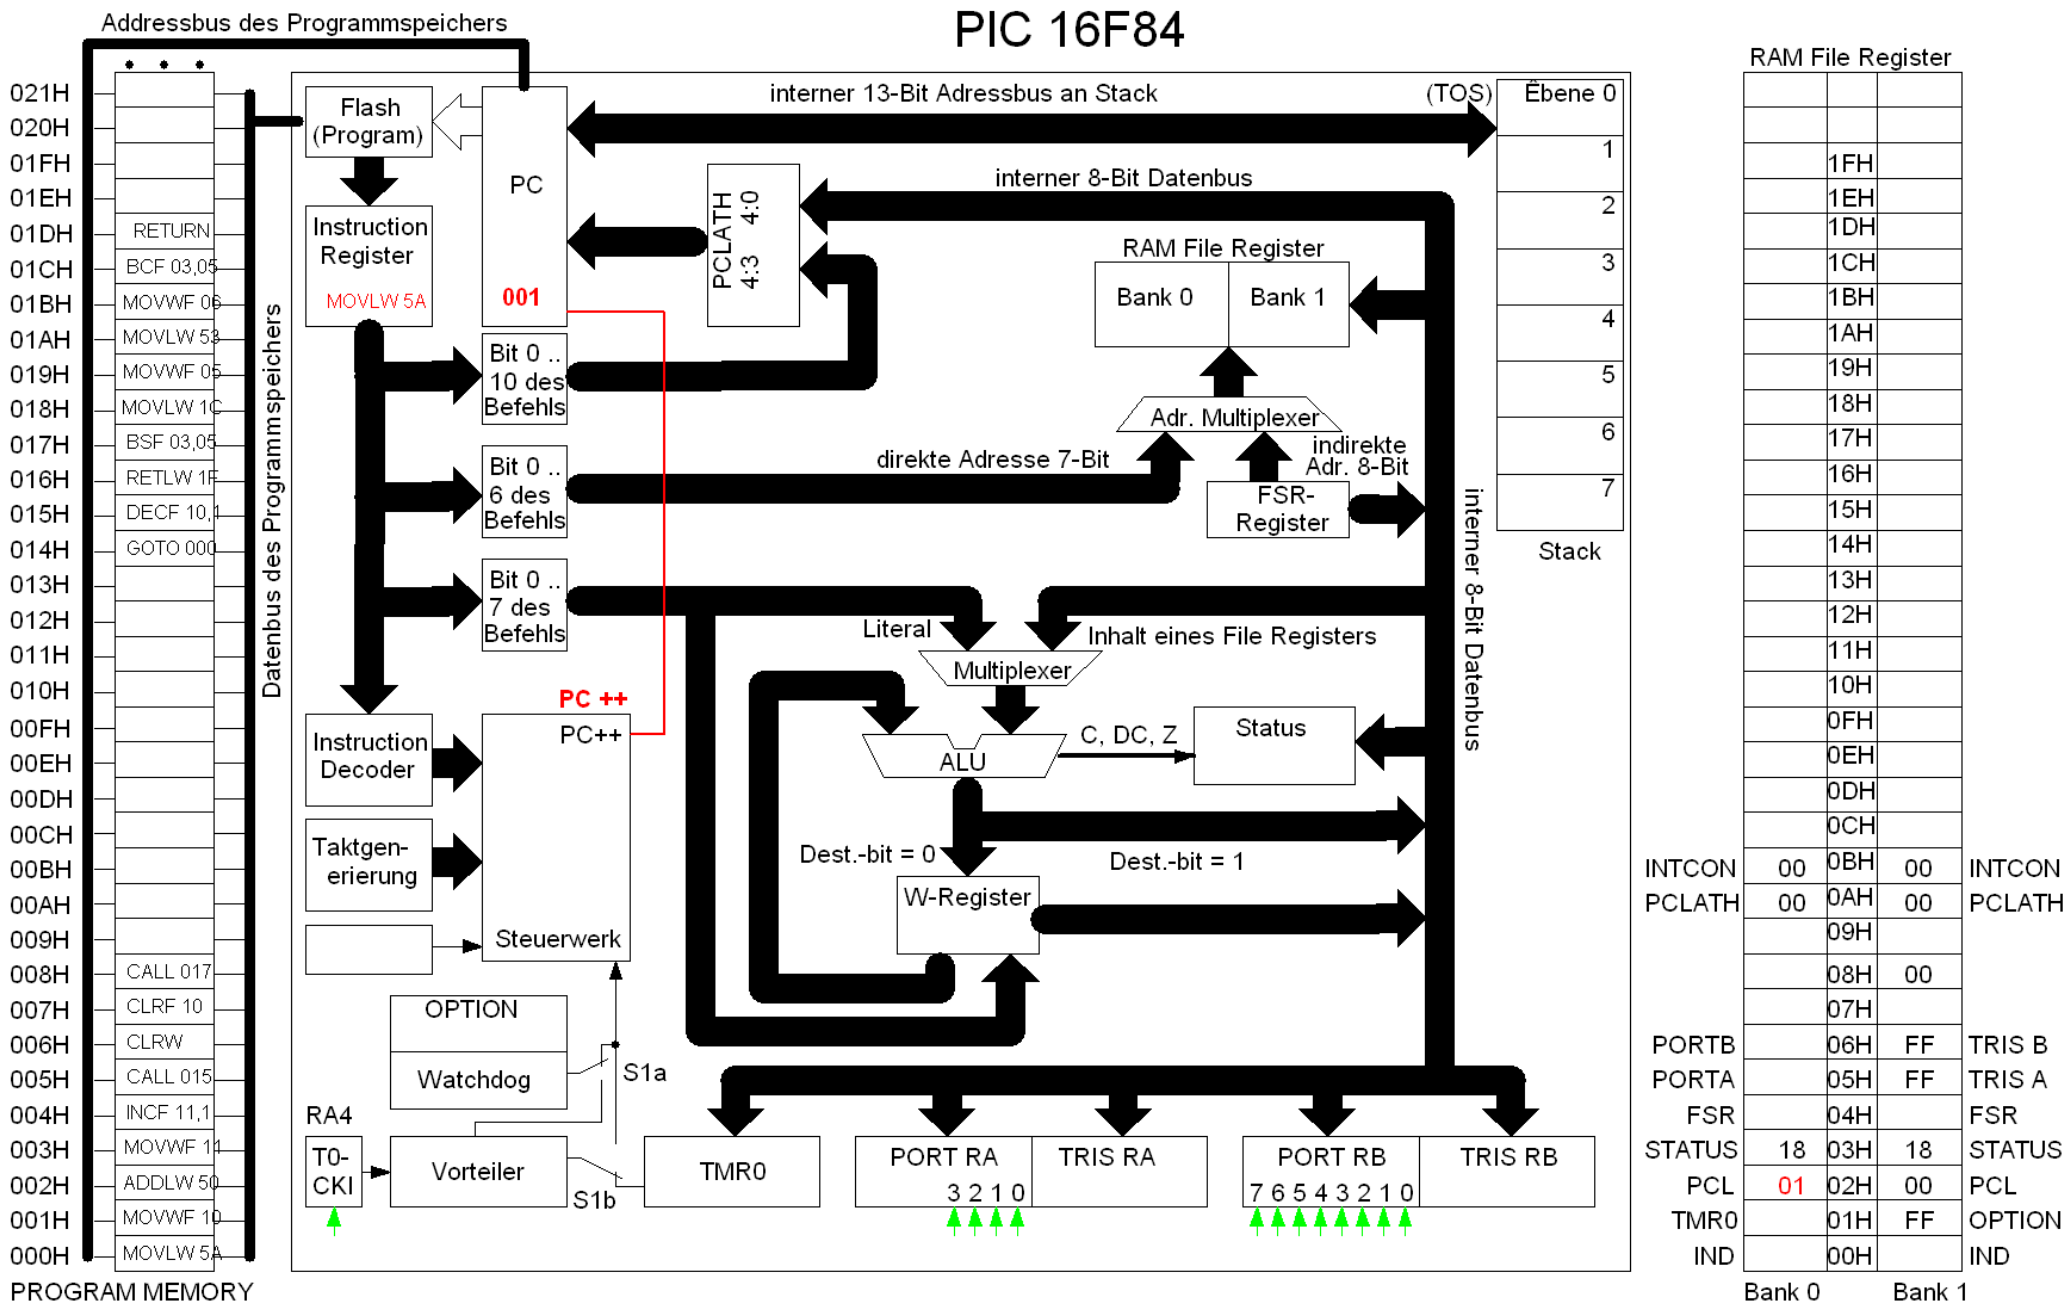 PIC 16F84
Addressbus des Programmspeichers
021H
020H
01FH
01EH
01DH RETURN
01CH BCF 03,05
01BH MOVWF 06
01AH MOVLW 53
019H MOVWF 05
018H MOVLW 1C
017H BSF 03,05
016H RETLW 1F
015H DECF 10,1
014H GOTO 000
013H
012H
011H
010H
00FH
00EH
00DH
00CH
00BH
00AH
009H
008H CALL 017
007H CLRF 10
006H CLRW
005H CALL 015
004H INCF 11,1
003H MOVWF 11
002H ADDLW 50
001H MOVWF 10
000H MOVLW 5A
PROGRAM MEMORY
Datenbus des Programmspeichers
Flash
(Program)
Instruction
Register
MOVLW 5A
PC
001
interner 13-Bit Adressbus an Stack
(TOS)
Êbene 0
1
2
3
4
5
6
7
Stack
PCLATH
4:3 4:0
interner 8-Bit Datenbus
RAM File Register
Bank 0 Bank 1
Adr. Multiplexer
indirekte
Adr. 8-Bit
direkte Adresse 7-Bit
FSR-
Register
interner 8-Bit Datenbus
Bit 0 ..
10 des
Befehls
Bit 0 ..
6 des
Befehls
Bit 0 ..
7 des
Befehls
Literal
Inhalt eines File Registers
Multiplexer
PC ++
PC++
Instruction
Decoder
Taktgen-
erierung
Steuerwerk
ALU
C, DC, Z
Status
Dest.-bit = 0
Dest.-bit = 1
W-Register
OPTION
Watchdog
S1a
RA4
T0-
CKI
Vorteiler
S1b
TMR0
PORT RA
3 2 1 0
TRIS RA
PORT RB
7 6 5 4 3 2 1 0
TRIS RB
RAM File Register
1FH
1EH
1DH
1CH
1BH
1AH
19H
18H
17H
16H
15H
14H
13H
12H
11H
10H
0FH
0EH
0DH
0CH
INTCON 00 0BH 00 INTCON
PCLATH 00 0AH 00 PCLATH
09H
08H 00
07H
PORTB 06H FF TRIS B
PORTA 05H FF TRIS A
FSR 04H FSR
STATUS 18 03H 18 STATUS
PCL 01 02H 00 PCL
TMR0 01H FF OPTION
IND 00H IND
Bank 0 Bank 1